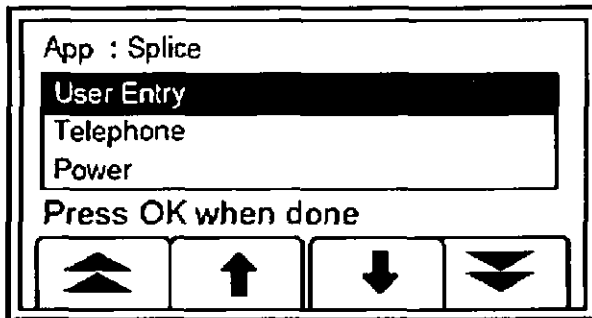 App : Splice
User Entry
Telephone
Power
Press OK when done